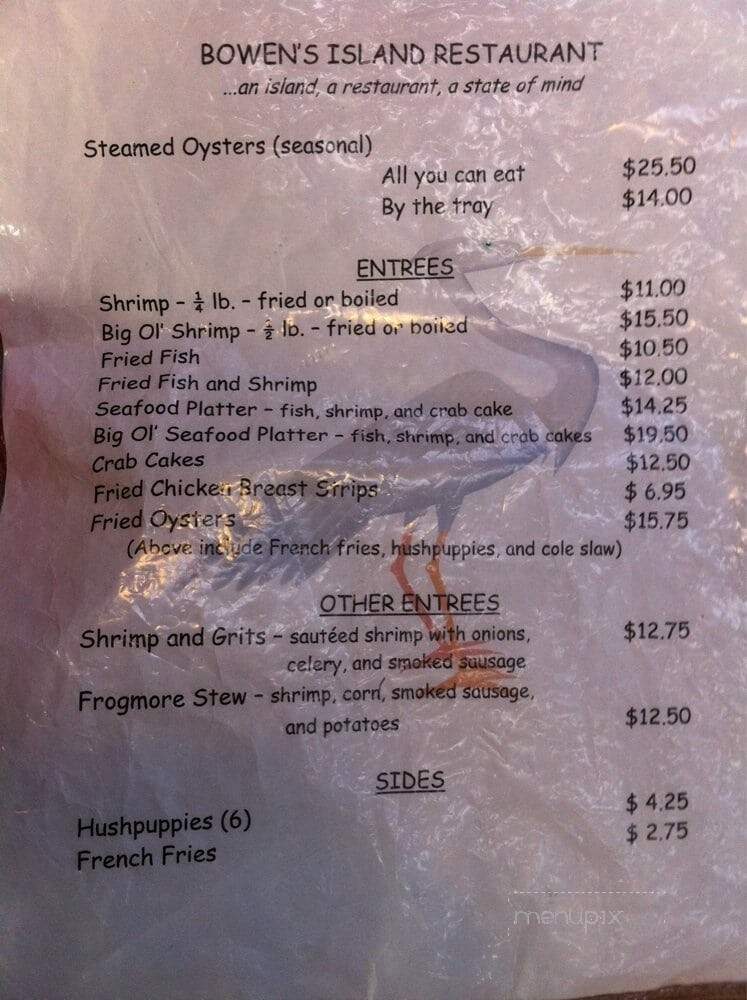 BOWEN'S ISLAND RESTAURANT
...an island, a restaurant, a state of mind
Steamed Oysters (seasonal)
All you can eat $25.50
By the tray $14.00
ENTREES
Shrimp - ¼ lb. - fried or boiled $11.00
Big Ol' Shrimp - ½ lb. - fried or boiled $15.50
Fried Fish $10.50
Fried Fish and Shrimp $12.00
Seafood Platter - fish, shrimp, and crab cake $14.25
Big Ol' Seafood Platter - fish, shrimp, and crab cakes $19.50
Crab Cakes $12.50
Fried Chicken Breast Strips $ 6.95
Fried Oysters $15.75
(Above include French fries, hushpuppies, and cole slaw)
OTHER ENTREES
Shrimp and Grits - sautéed shrimp with onions, $12.75
celery, and smoked sausage
Frogmore Stew - shrimp, corn, smoked sausage,
and potatoes $12.50
SIDES
Hushpuppies (6) $ 4.25
French Fries $ 2.75
menupix